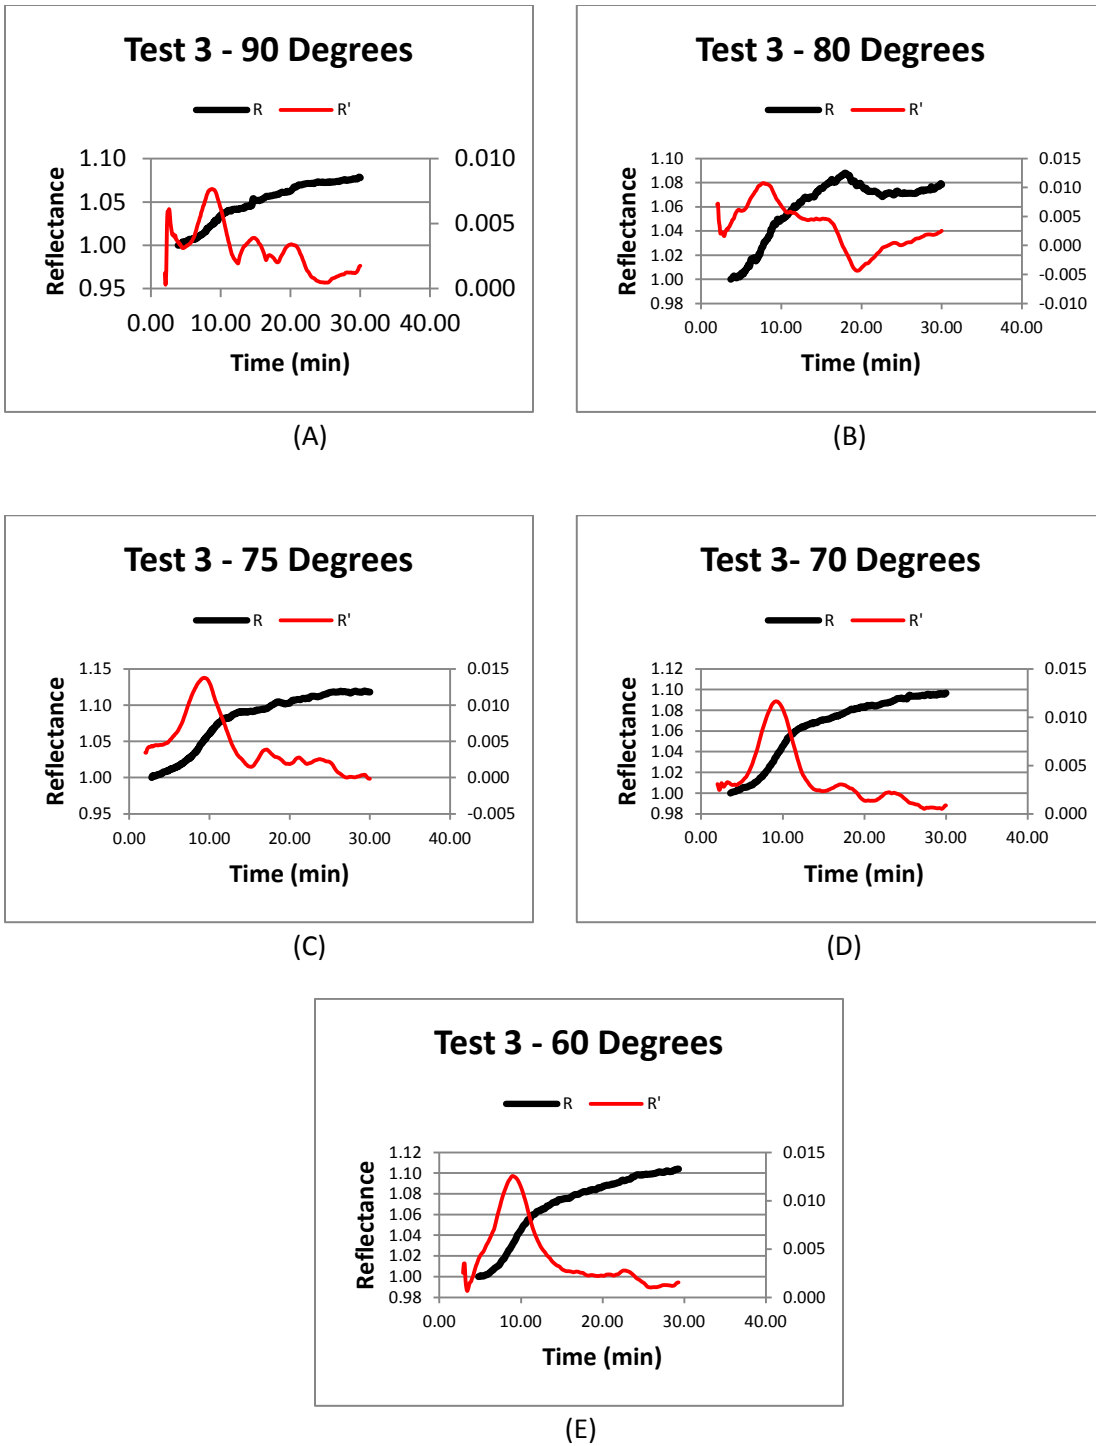 Test 3 - 90 Degrees
R R'
1.10
1.05
1.00
0.95
0.010
0.005
0.000
0.00 10.00 20.00 30.00 40.00
Reflectance
Time (min)
(A)
Test 3 - 80 Degrees
R R'
1.10
1.08
1.06
1.04
1.02
1.00
0.98
0.015
0.010
0.005
0.000
-0.005
-0.010
0.00 10.00 20.00 30.00 40.00
Reflectance
Time (min)
(B)
Test 3 - 75 Degrees
R R'
1.15
1.10
1.05
1.00
0.95
0.015
0.010
0.005
0.000
-0.005
0.00 10.00 20.00 30.00 40.00
Reflectance
Time (min)
(C)
Test 3- 70 Degrees
R R'
1.12
1.10
1.08
1.06
1.04
1.02
1.00
0.98
0.015
0.010
0.005
0.000
0.00 10.00 20.00 30.00 40.00
Reflectance
Time (min)
(D)
Test 3 - 60 Degrees
R R'
1.12
1.10
1.08
1.06
1.04
1.02
1.00
0.98
0.015
0.010
0.005
0.000
0.00 10.00 20.00 30.00 40.00
Reflectance
Time (min)
(E)